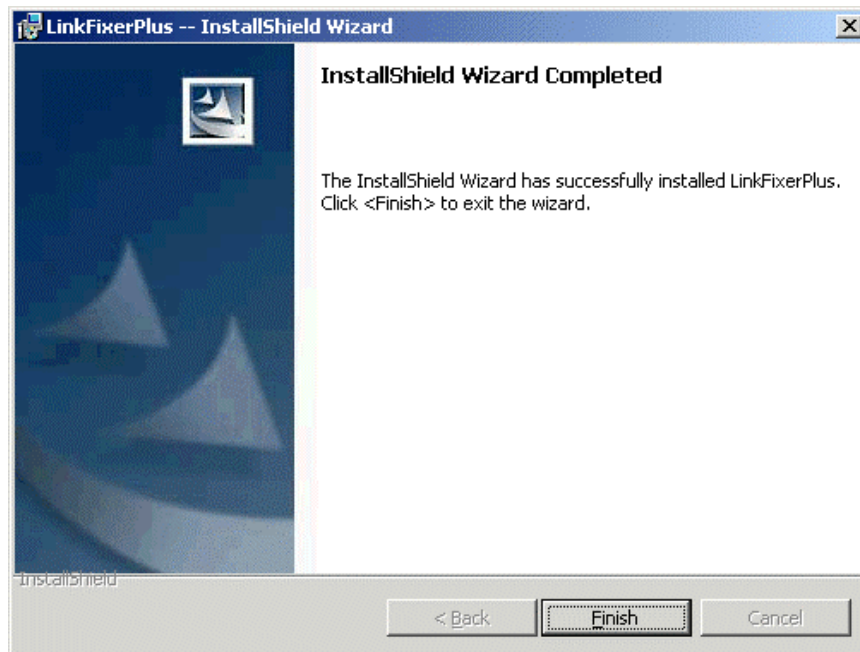 LinkFixerPlus -- InstallShield Wizard
InstallShield Wizard Completed
The InstallShield Wizard has successfully installed LinkFixerPlus.
Click <Finish> to exit the wizard.
InstallShield
< Back
Finish
Cancel